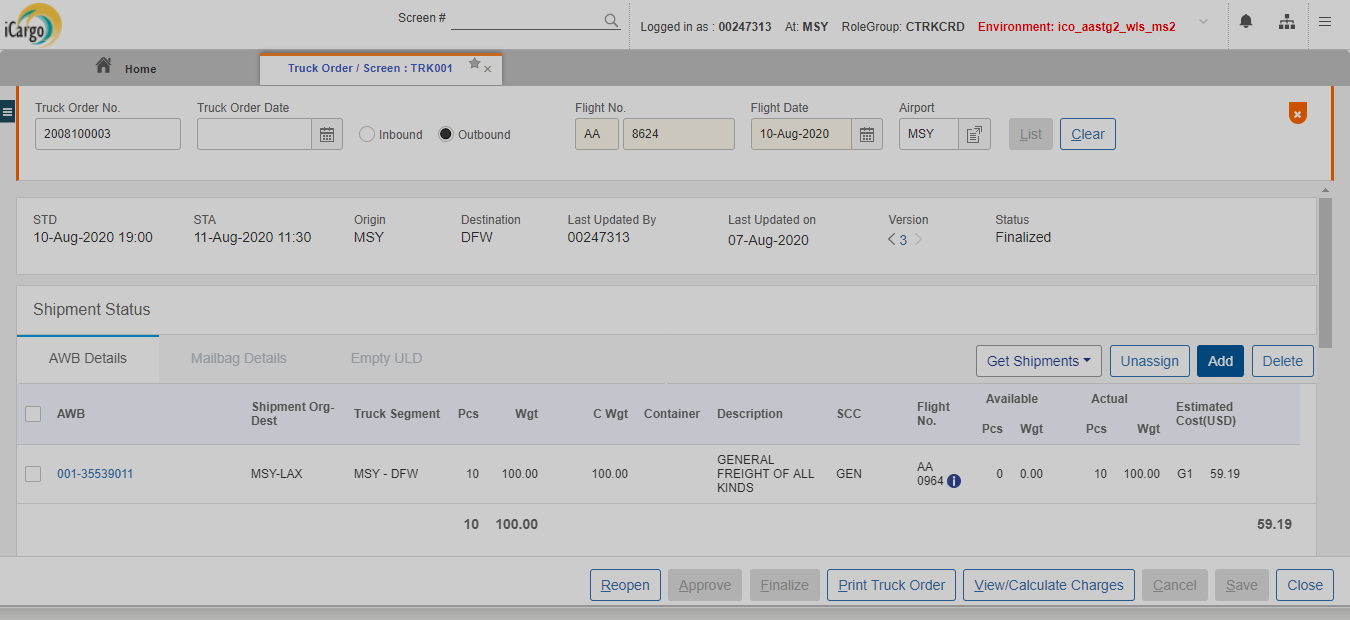 iCargo
Screen #
Logged in as : 00247313 At: MSY RoleGroup: CTRKCRD Environment: ico_aastg2_wls_ms2
Home
Truck Order / Screen : TRK001
Truck Order No.
Truck Order Date
Flight No.
Flight Date
Airport
2008100003
Inbound
Outbound
AA
8624
10-Aug-2020
MSY
List
Clear
STD
STA
Origin
Destination
Last Updated By
Last Updated on
Version
Status
10-Aug-2020 19:00
11-Aug-2020 11:30
MSY
DFW
00247313
07-Aug-2020
3
Finalized
Shipment Status
AWB Details
Mailbag Details
Empty ULD
Get Shipments
Unassign
Add
Delete
AWB
Shipment Org-
Dest
Truck Segment
Pcs
Wgt
C Wgt
Container
Description
SCC
Flight
No.
Available
Pcs Wgt
Actual
Pcs Wgt
Estimated
Cost(USD)
001-35539011
MSY-LAX
MSY - DFW
10
100.00
100.00
GENERAL
FREIGHT OF ALL
KINDS
GEN
AA
0964
0
0.00
10
100.00
G1 59.19
10 100.00
59.19
Reopen
Approve
Finalize
Print Truck Order
View/Calculate Charges
Cancel
Save
Close